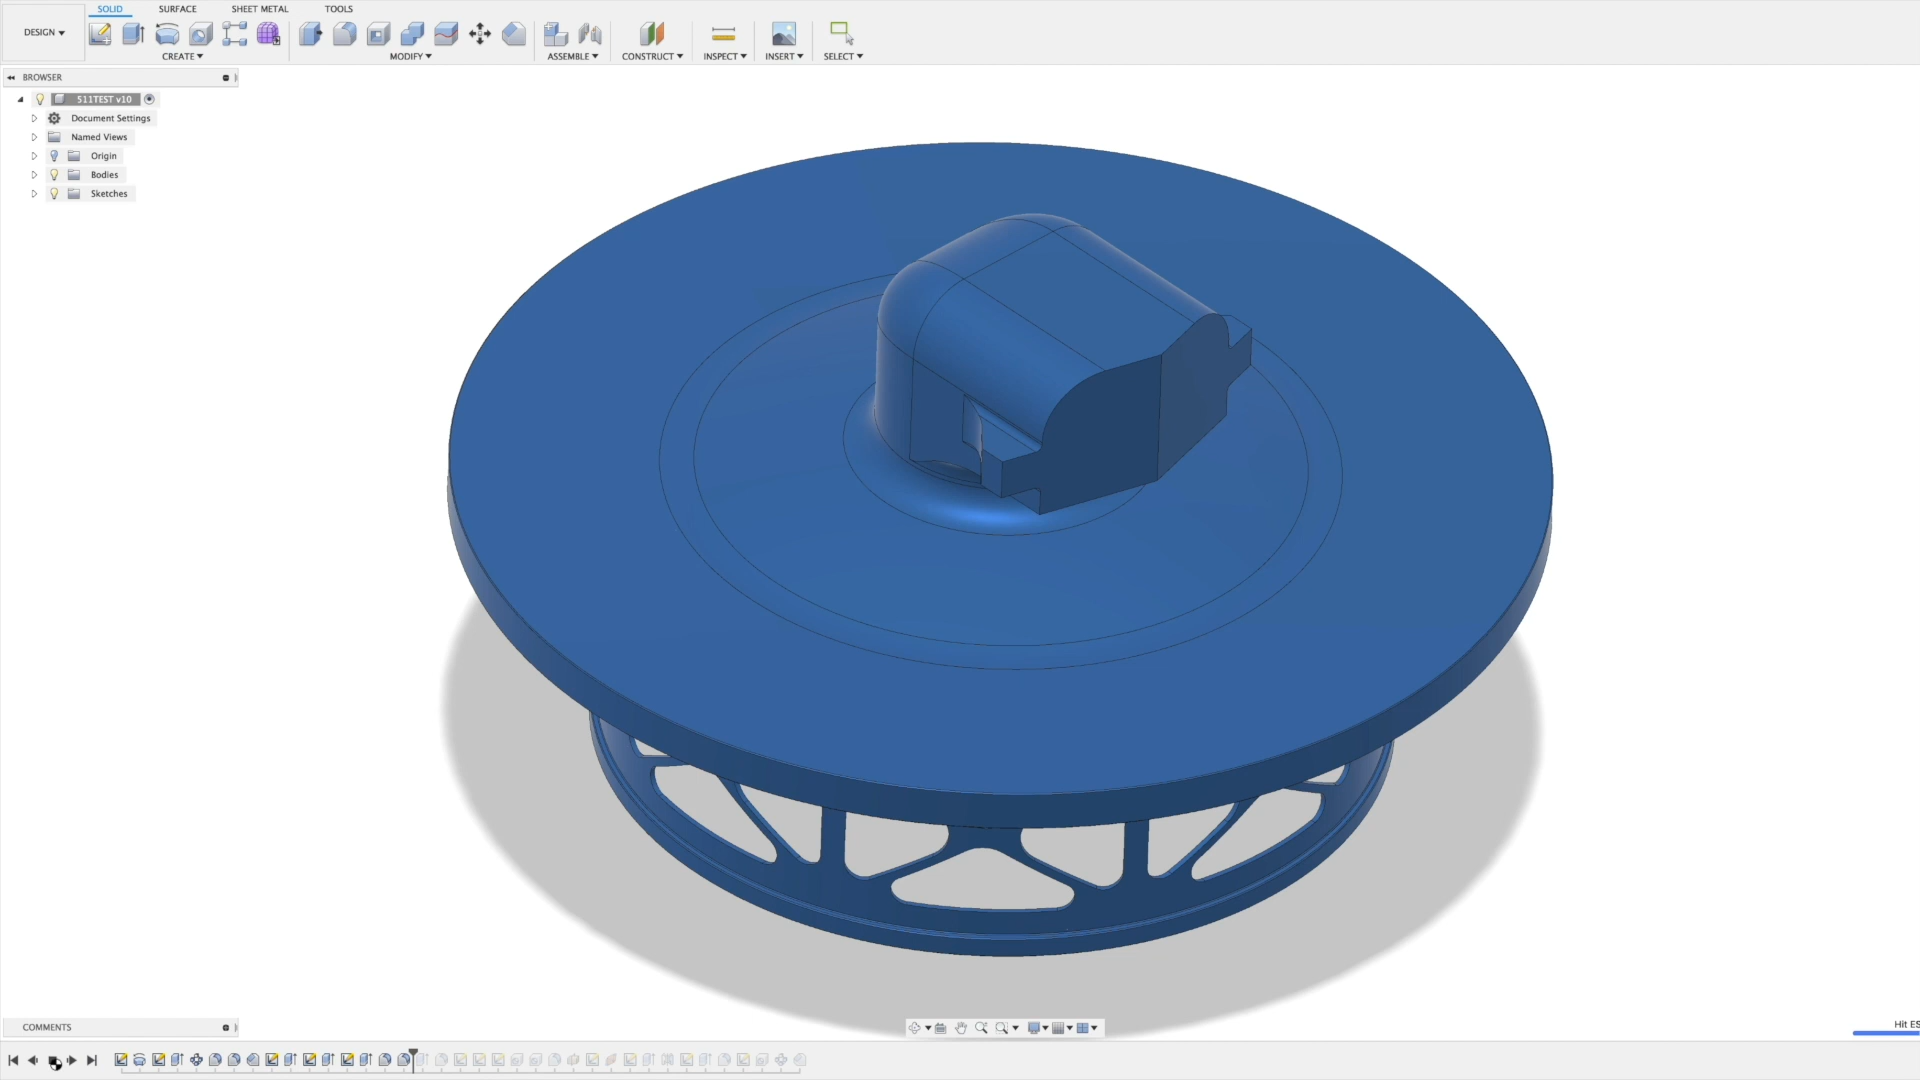 SOLID SURFACE SHEET METAL TOOLS
DESIGN ▾
CREATE ▾ MODIFY ▾ ASSEMBLE ▾ CONSTRUCT ▾ INSPECT ▾ INSERT ▾ SELECT ▾
BROWSER
511TEST v10
Document Settings
Named Views
Origin
Bodies
Sketches
Hit ES
COMMENTS